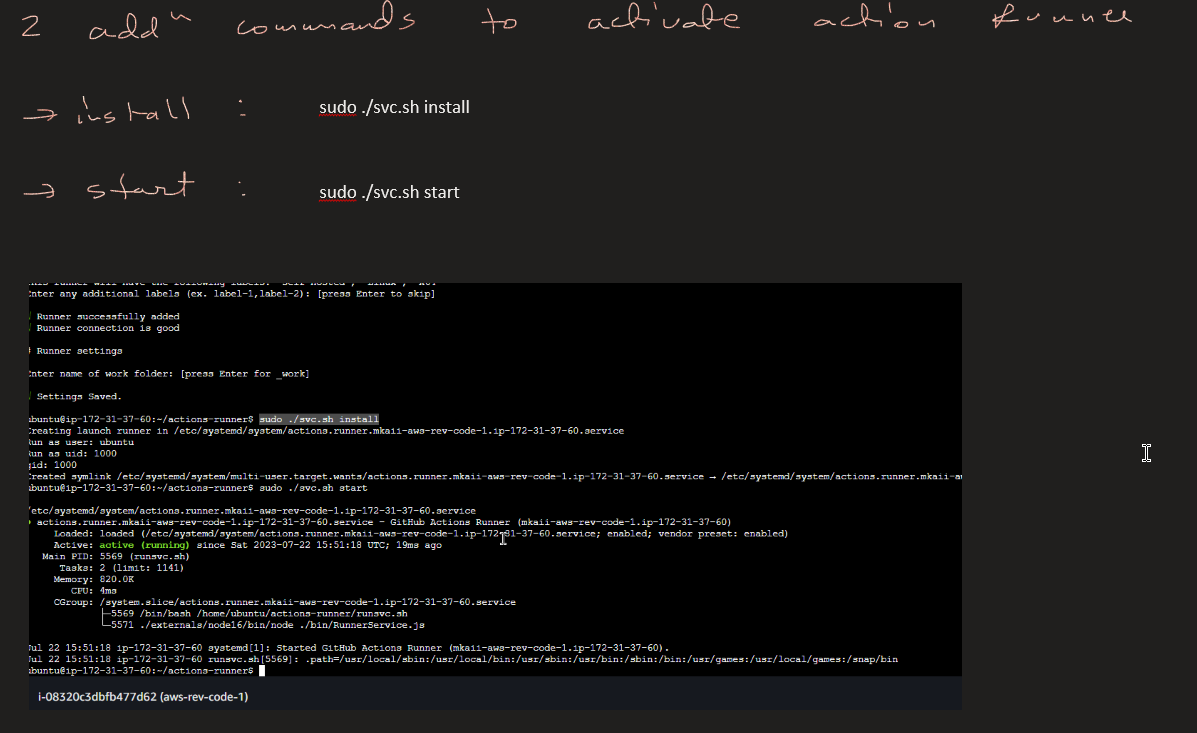 2 addⁿ commands to activate action Runner
→ install : sudo ./svc.sh install
→ start : sudo ./svc.sh start
Enter any additional labels (ex. label-1,label-2): [press Enter to skip]
Runner successfully added
Runner connection is good
# Runner settings
Enter name of work folder: [press Enter for _work]
Settings Saved.
ubuntu@ip-172-31-37-60:~/actions-runner$ sudo ./svc.sh install
Creating launch runner in /etc/systemd/system/actions.runner.mkaii-aws-rev-code-1.ip-172-31-37-60.service
Run as user: ubuntu
Run as uid: 1000
gid: 1000
Created symlink /etc/systemd/system/multi-user.target.wants/actions.runner.mkaii-aws-rev-code-1.ip-172-31-37-60.service → /etc/systemd/system/actions.runner.mkaii-a
ubuntu@ip-172-31-37-60:~/actions-runner$ sudo ./svc.sh start
/etc/systemd/system/actions.runner.mkaii-aws-rev-code-1.ip-172-31-37-60.service
● actions.runner.mkaii-aws-rev-code-1.ip-172-31-37-60.service - GitHub Actions Runner (mkaii-aws-rev-code-1.ip-172-31-37-60)
Loaded: loaded (/etc/systemd/system/actions.runner.mkaii-aws-rev-code-1.ip-172-31-37-60.service; enabled; vendor preset: enabled)
Active: active (running) since Sat 2023-07-22 15:51:18 UTC; 19ms ago
Main PID: 5569 (runsvc.sh)
Tasks: 2 (limit: 1141)
Memory: 820.0K
CPU: 4ms
CGroup: /system.slice/actions.runner.mkaii-aws-rev-code-1.ip-172-31-37-60.service
├─5569 /bin/bash /home/ubuntu/actions-runner/runsvc.sh
└─5571 ./externals/node16/bin/node ./bin/RunnerService.js
Jul 22 15:51:18 ip-172-31-37-60 systemd[1]: Started GitHub Actions Runner (mkaii-aws-rev-code-1.ip-172-31-37-60).
Jul 22 15:51:18 ip-172-31-37-60 runsvc.sh[5569]: .path=/usr/local/sbin:/usr/local/bin:/usr/sbin:/usr/bin:/sbin:/bin:/usr/games:/usr/local/games:/snap/bin
ubuntu@ip-172-31-37-60:~/actions-runner$
i-08320c3dbfb477d62 (aws-rev-code-1)